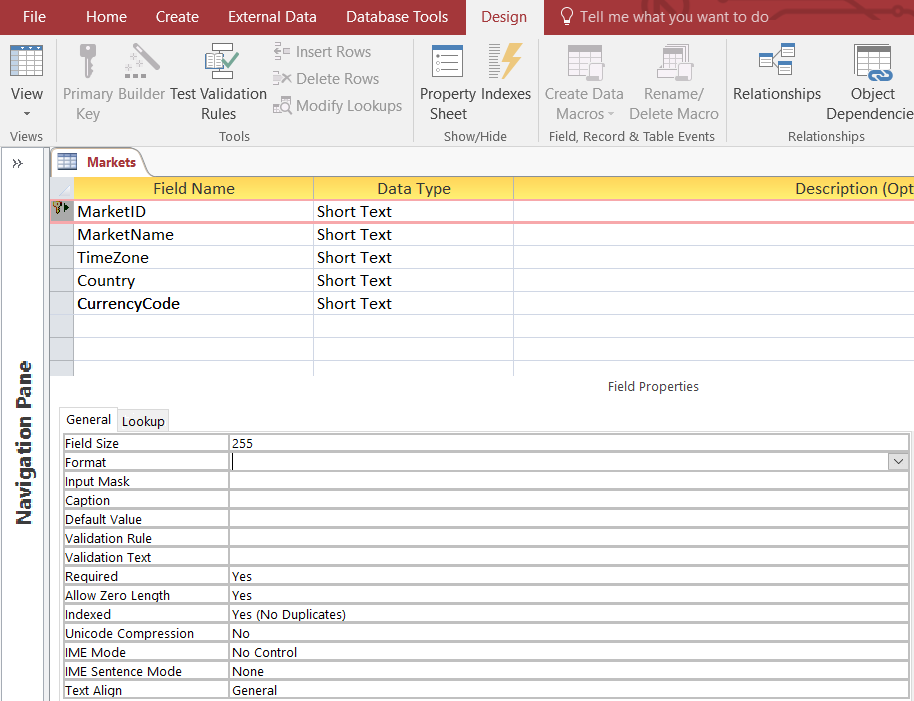 File Home Create External Data Database Tools Design Tell me what you want to do
View Primary Key Builder Test Validation Rules Insert Rows Delete Rows Modify Lookups Property Sheet Indexes Create Data Macros Rename/ Delete Macro Relationships Object Dependencie
Views Tools Show/Hide Field, Record & Table Events Relationships
Markets
Field Name Data Type Description (Opt
MarketID Short Text
MarketName Short Text
TimeZone Short Text
Country Short Text
CurrencyCode Short Text
Navigation Pane
Field Properties
General Lookup
Field Size 255
Format
Input Mask
Caption
Default Value
Validation Rule
Validation Text
Required Yes
Allow Zero Length Yes
Indexed Yes (No Duplicates)
Unicode Compression No
IME Mode No Control
IME Sentence Mode None
Text Align General